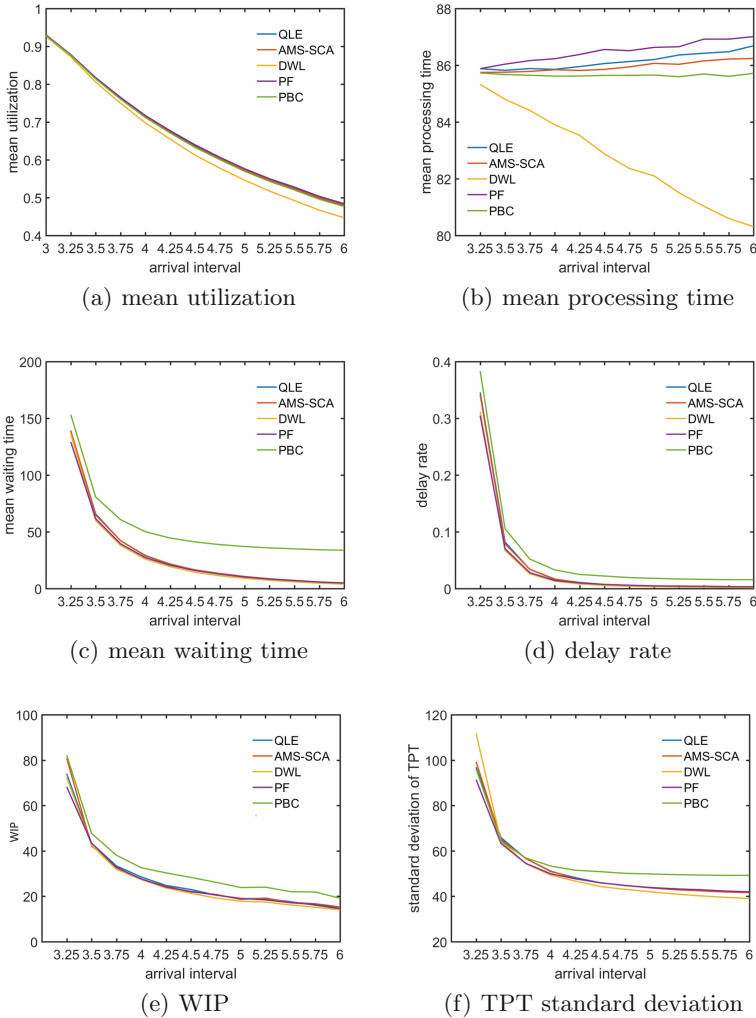 1
0.9
0.8
0.7
0.6
0.5
0.4
mean utilization
QLE
AMS-SCA
DWL
PF
PBC
3 3.25 3.5 3.75 4 4.25 4.5 4.75 5 5.25 5.5 5.75 6
arrival interval
(a) mean utilization
88
86
84
82
80
mean processing time
QLE
AMS-SCA
DWL
PF
PBC
3.25 3.5 3.75 4 4.25 4.5 4.75 5 5.25 5.5 5.75 6
arrival interval
(b) mean processing time
200
150
100
50
0
mean waiting time
QLE
AMS-SCA
DWL
PF
PBC
3.25 3.5 3.75 4 4.25 4.5 4.75 5 5.25 5.5 5.75 6
arrival interval
(c) mean waiting time
0.4
0.3
0.2
0.1
0
delay rate
QLE
AMS-SCA
DWL
PF
PBC
3.25 3.5 3.75 4 4.25 4.5 4.75 5 5.25 5.5 5.75 6
arrival interval
(d) delay rate
100
80
60
40
20
0
WIP
QLE
AMS-SCA
DWL
PF
PBC
3.25 3.5 3.75 4 4.25 4.5 4.75 5 5.25 5.5 5.75 6
arrival interval
(e) WIP
120
100
80
60
40
20
standard deviation of TPT
QLE
AMS-SCA
DWL
PF
PBC
3.25 3.5 3.75 4 4.25 4.5 4.75 5 5.25 5.5 5.75 6
arrival interval
(f) TPT standard deviation